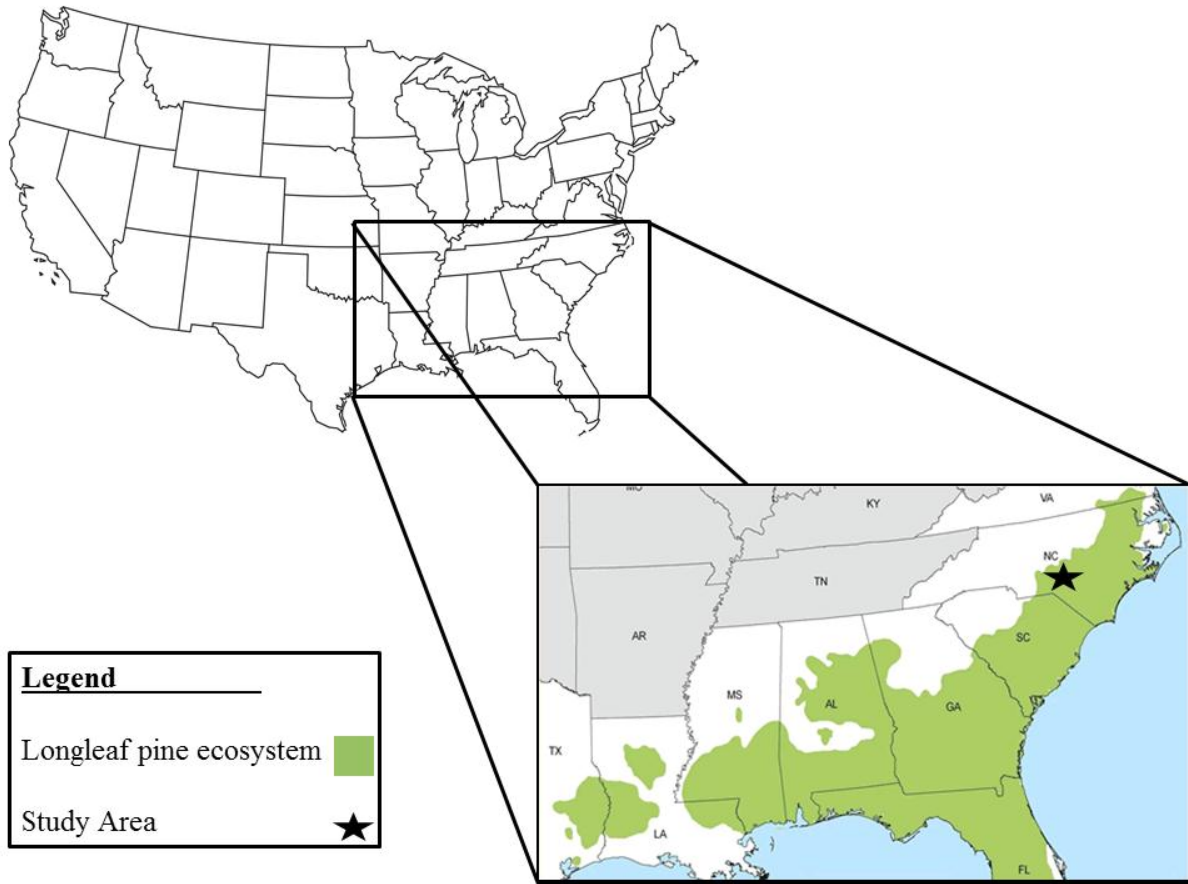 KY
VA
NC
TN
AR
SC
MS
AL
GA
TX
LA
FL
Legend
Longleaf pine ecosystem
Study Area